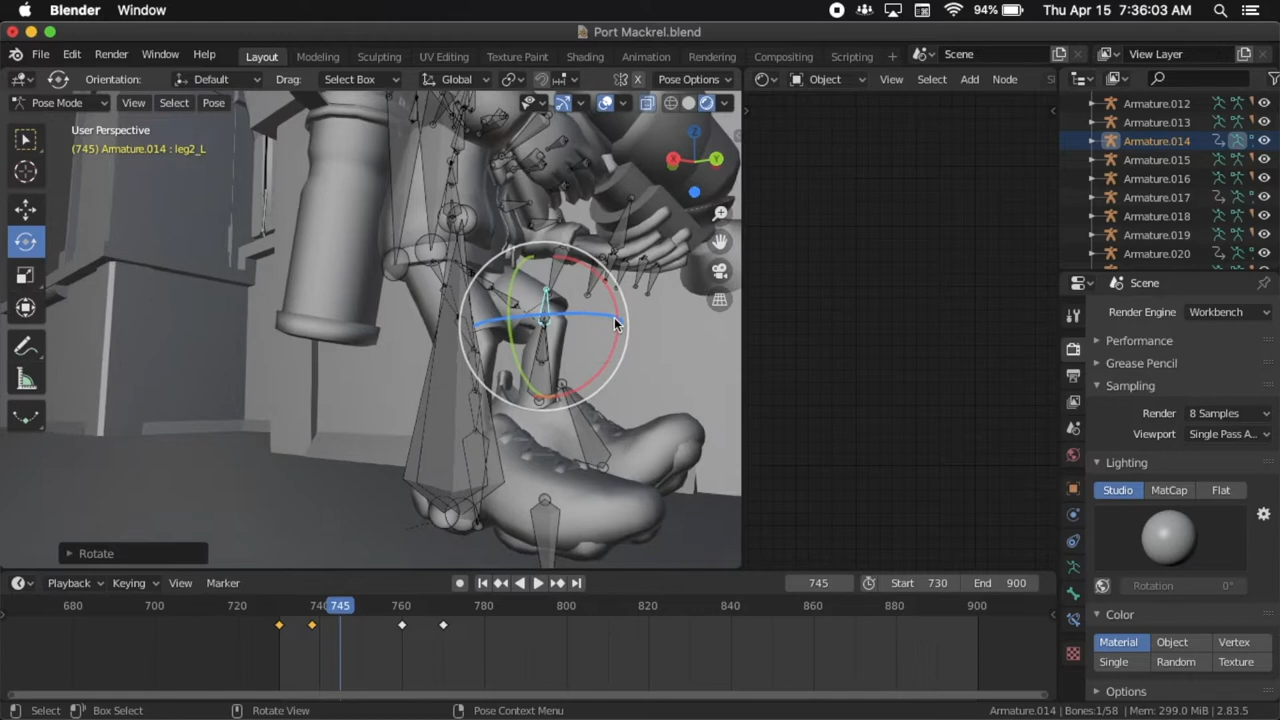 Blender Window 94% Thu Apr 15 7:36:03 AM
Port Mackrel.blend
File Edit Render Window Help Layout Modeling Sculpting UV Editing Texture Paint Shading Animation Rendering Compositing Scripting + Scene View Layer
Orientation: Default Drag: Select Box Global X Pose Options Object View Select Add Node
Pose Mode View Select Pose
User Perspective
(745) Armature.014 : leg2_L
Z
X Y
Armature.012
Armature.013
Armature.014
Armature.015
Armature.016
Armature.017
Armature.018
Armature.019
Armature.020
Scene
Render Engine Workbench
Performance
Grease Pencil
Sampling
Render 8 Samples
Viewport Single Pass A...
Lighting
Studio MatCap Flat
Rotation 0°
Color
Material Object Vertex
Single Random Texture
Options
Rotate
Playback Keying View Marker 745 Start 730 End 900
680 700 720 745 760 780 800 820 840 860 880 900
Select Box Select Rotate View Pose Context Menu Armature.014 | Bones:1/58 | Mem: 299.0 MiB | 2.83.5